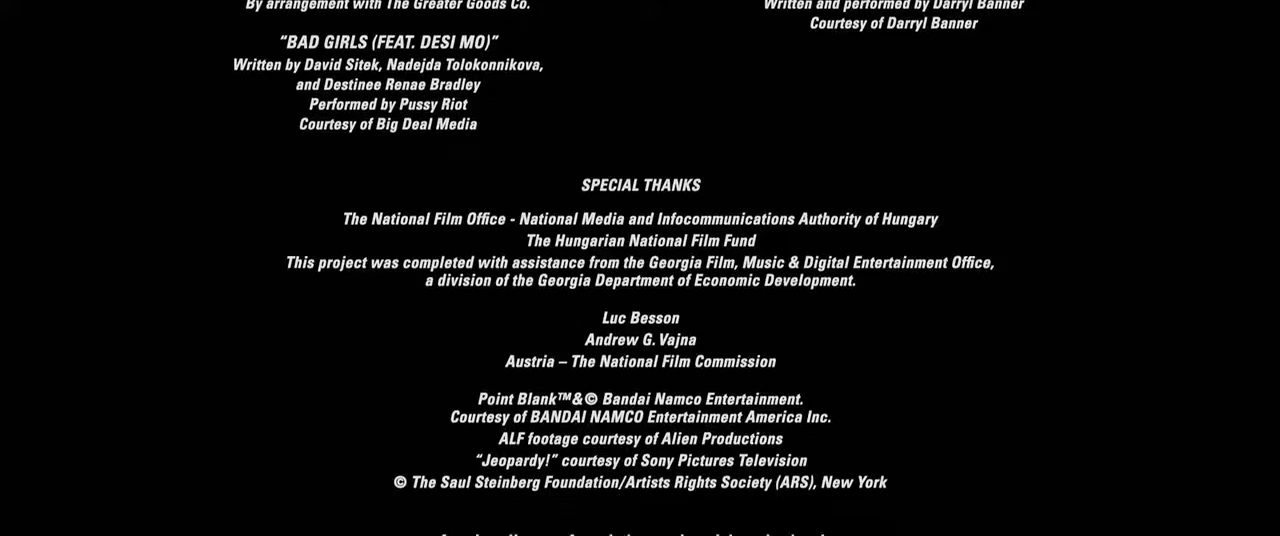 By arrangement with The Greater Goods Co.
"BAD GIRLS (FEAT. DESI MO)"
Written by David Sitek, Nadejda Tolokonnikova,
and Destinee Renae Bradley
Performed by Pussy Riot
Courtesy of Big Deal Media
Written and performed by Darryl Banner
Courtesy of Darryl Banner
SPECIAL THANKS
The National Film Office - National Media and Infocommunications Authority of Hungary
The Hungarian National Film Fund
This project was completed with assistance from the Georgia Film, Music & Digital Entertainment Office,
a division of the Georgia Department of Economic Development.
Luc Besson
Andrew G. Vajna
Austria – The National Film Commission
Point Blank™&© Bandai Namco Entertainment.
Courtesy of BANDAI NAMCO Entertainment America Inc.
ALF footage courtesy of Alien Productions
"Jeopardy!" courtesy of Sony Pictures Television
© The Saul Steinberg Foundation/Artists Rights Society (ARS), New York